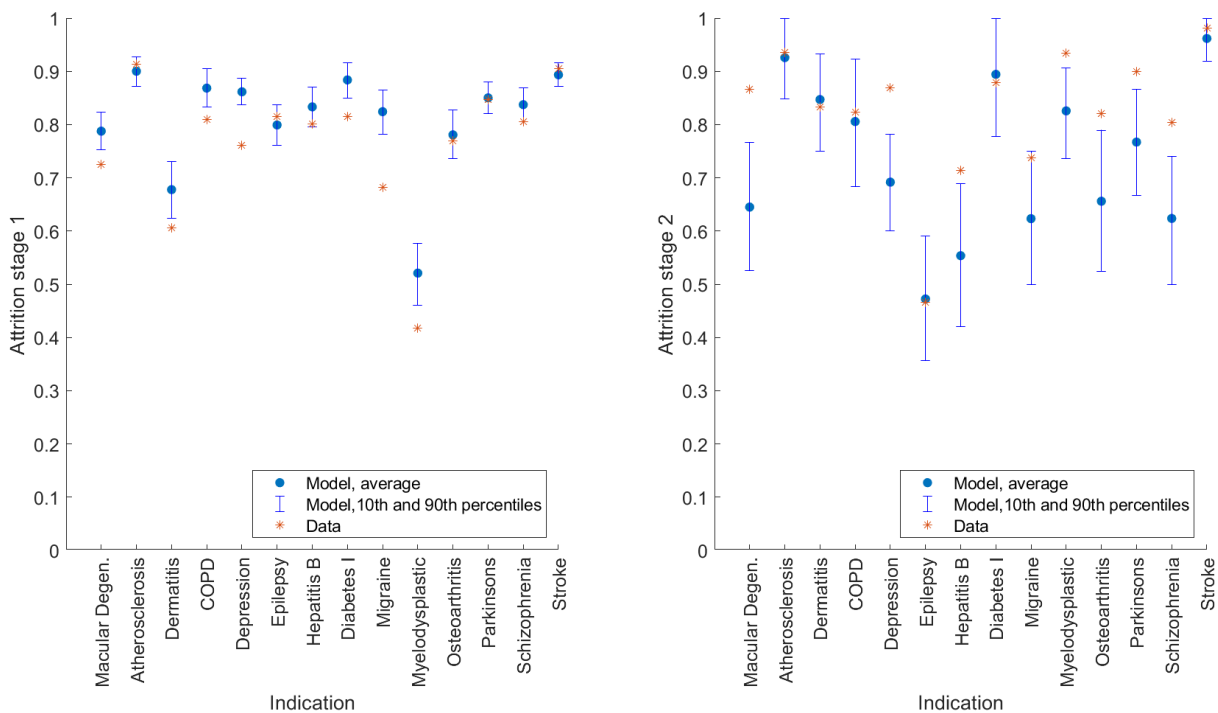 Attrition stage 1
1
0.9
0.8
0.7
0.6
0.5
0.4
0.3
0.2
0.1
0
Model, average
Model,10th and 90th percentiles
Data
Macular Degen.
Atherosclerosis
Dermatitis
COPD
Depression
Epilepsy
Hepatitis B
Diabetes I
Migraine
Myelodysplastic
Osteoarthritis
Parkinsons
Schizophrenia
Stroke
Indication
Attrition stage 2
1
0.9
0.8
0.7
0.6
0.5
0.4
0.3
0.2
0.1
0
Model, average
Model,10th and 90th percentiles
Data
Macular Degen.
Atherosclerosis
Dermatitis
COPD
Depression
Epilepsy
Hepatitis B
Diabetes I
Migraine
Myelodysplastic
Osteoarthritis
Parkinsons
Schizophrenia
Stroke
Indication